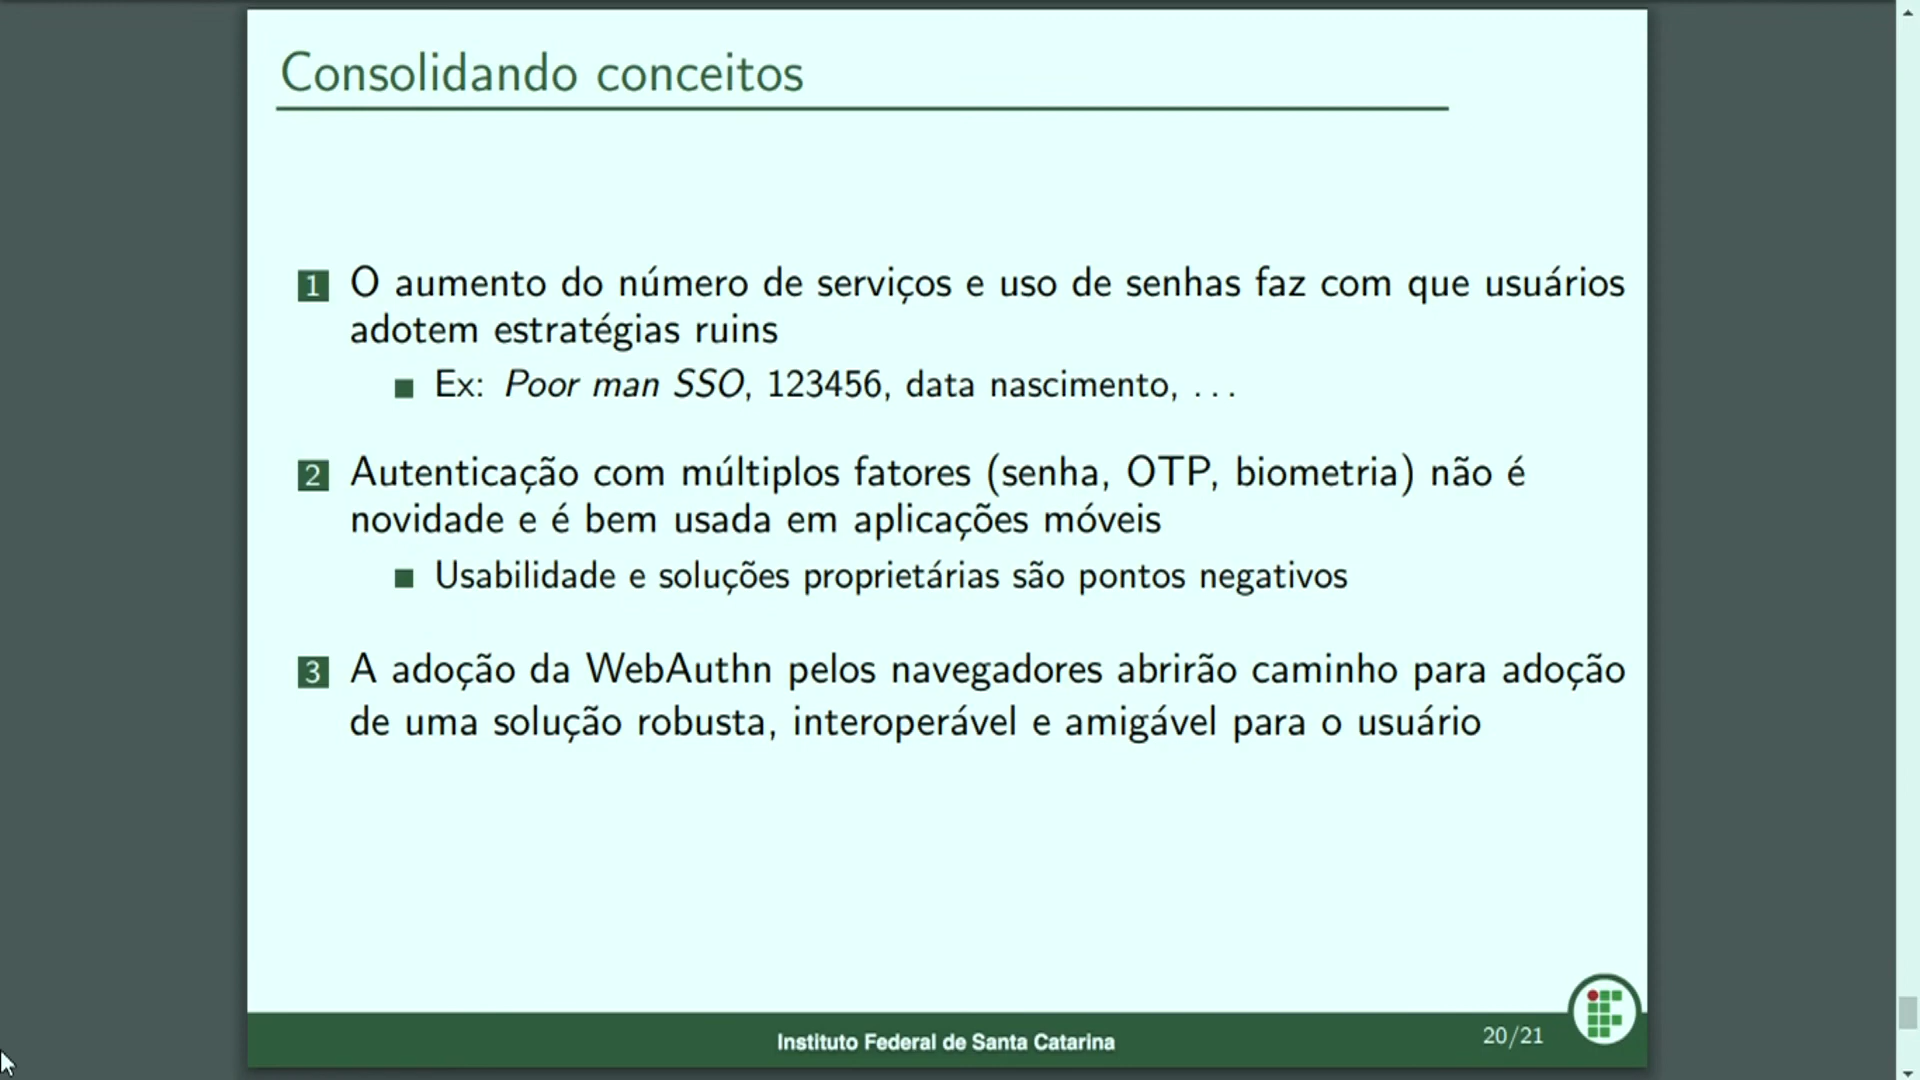 Consolidando conceitos
1 O aumento do número de serviços e uso de senhas faz com que usuários
adotem estratégias ruins
Ex: Poor man SSO, 123456, data nascimento, ...
2 Autenticação com múltiplos fatores (senha, OTP, biometria) não é
novidade e é bem usada em aplicações móveis
Usabilidade e soluções proprietárias são pontos negativos
3 A adoção da WebAuthn pelos navegadores abrirão caminho para adoção
de uma solução robusta, interoperável e amigável para o usuário
Instituto Federal de Santa Catarina
20/21